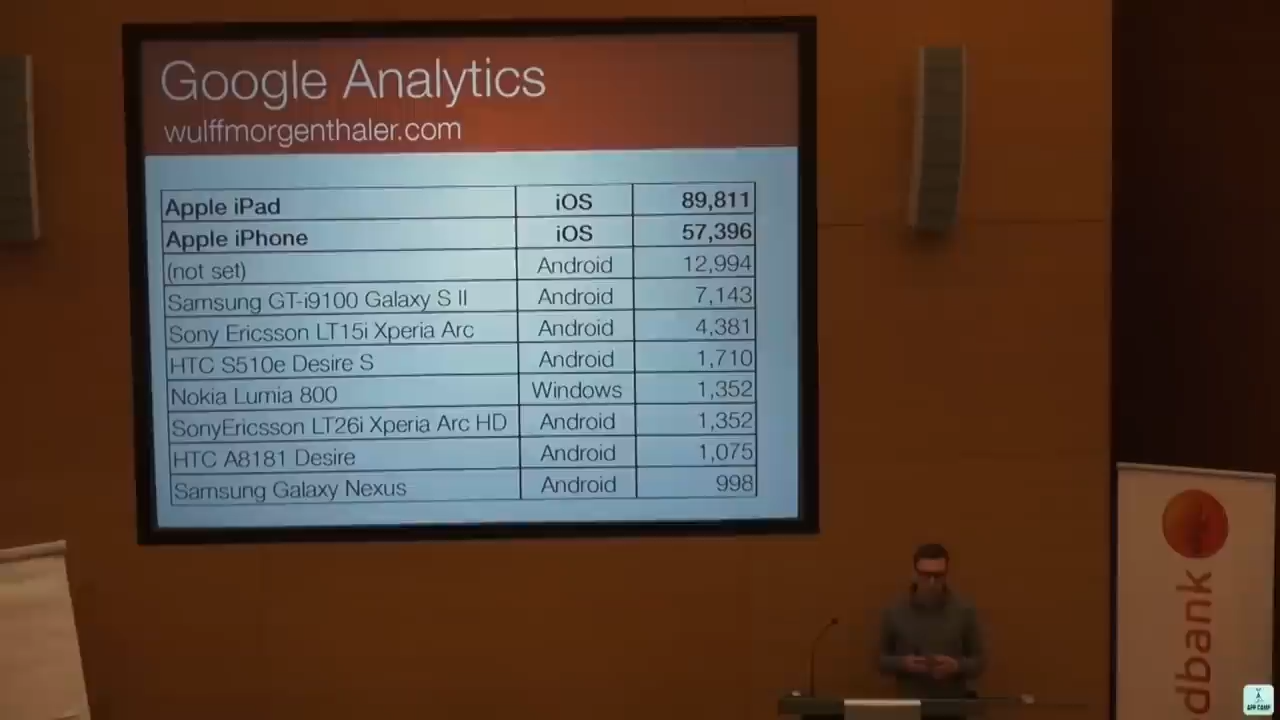 Google Analytics
wulffmorgenthaler.com
Apple iPad iOS 89,811
Apple iPhone iOS 57,396
(not set) Android 12,994
Samsung GT-i9100 Galaxy S II Android 7,143
Sony Ericsson LT15i Xperia Arc Android 4,381
HTC S510e Desire S Android 1,710
Nokia Lumia 800 Windows 1,352
SonyEricsson LT26i Xperia Arc HD Android 1,352
HTC A8181 Desire Android 1,075
Samsung Galaxy Nexus Android 998
dbank
APP CAMP